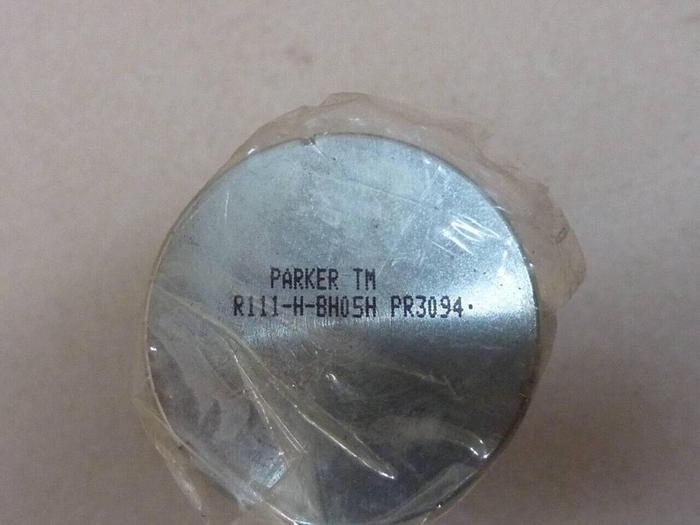 PARKER TM
R111-H-BH05H PR3094·